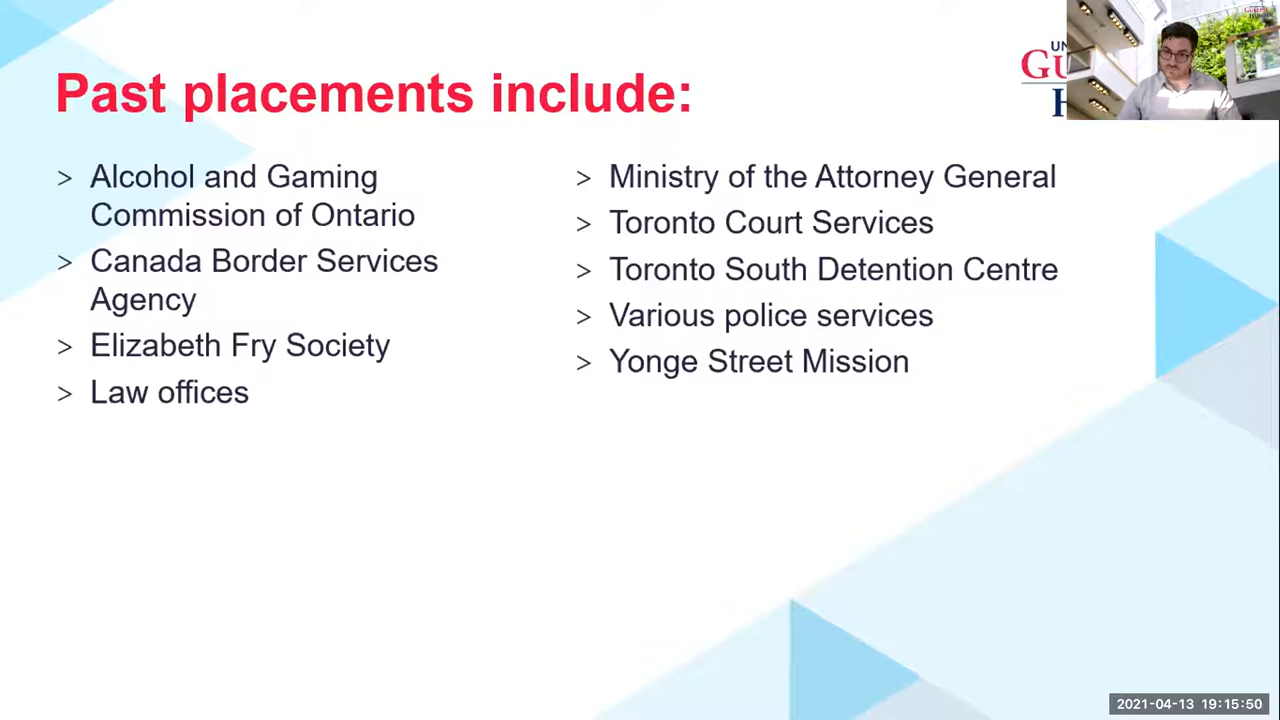 Past placements include:
> Alcohol and Gaming
Commission of Ontario
> Canada Border Services
Agency
> Elizabeth Fry Society
> Law offices
> Ministry of the Attorney General
> Toronto Court Services
> Toronto South Detention Centre
> Various police services
> Yonge Street Mission
2021-04-13 19:15:50